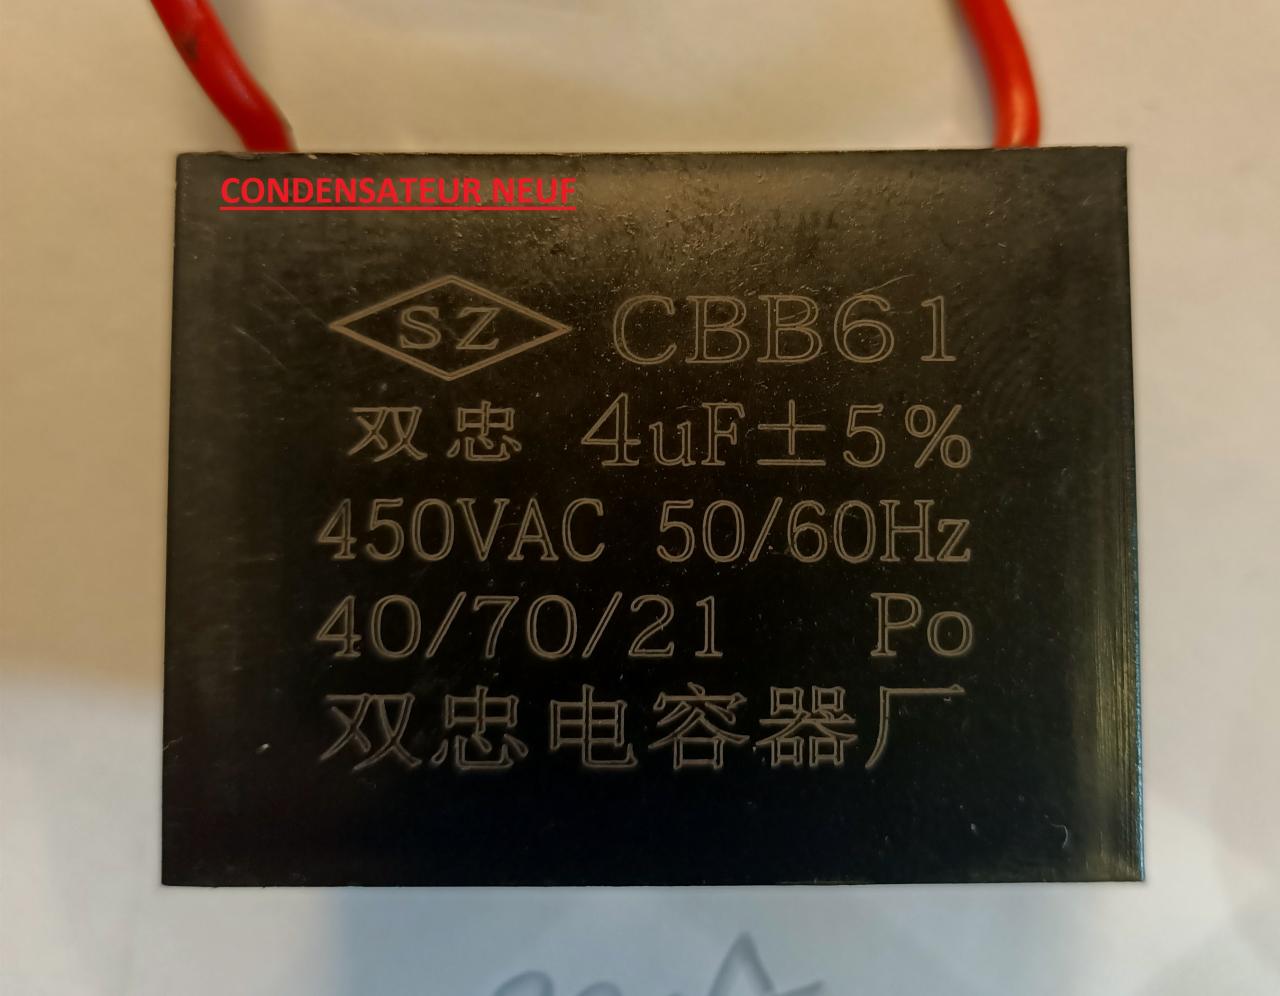 CONDENSATEUR NEUF
SZ CBB61
双忠 4uF±5%
450VAC 50/60Hz
40/70/21 Po
双忠电容器厂